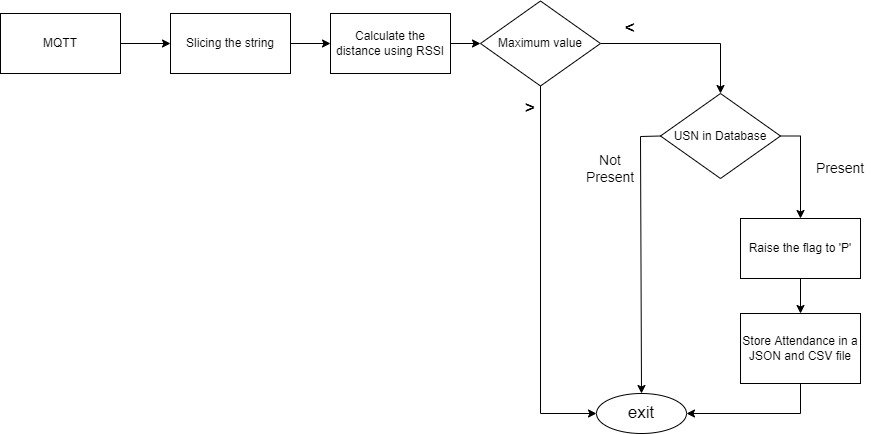 MQTT
Slicing the string
Calculate the
distance using RSSI
Maximum value
<
>
USN in Database
Not
Present
Present
Raise the flag to 'P'
Store Attendance in a
JSON and CSV file
exit